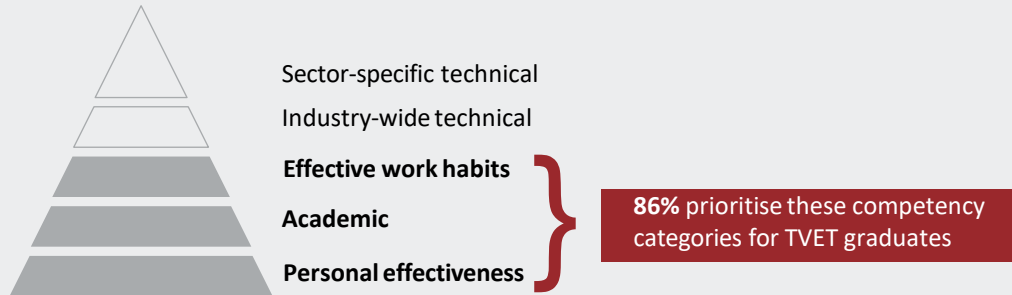 Sector-specific technical
Industry-wide technical
Effective work habits
Academic
Personal effectiveness
86% prioritise these competency
categories for TVET graduates